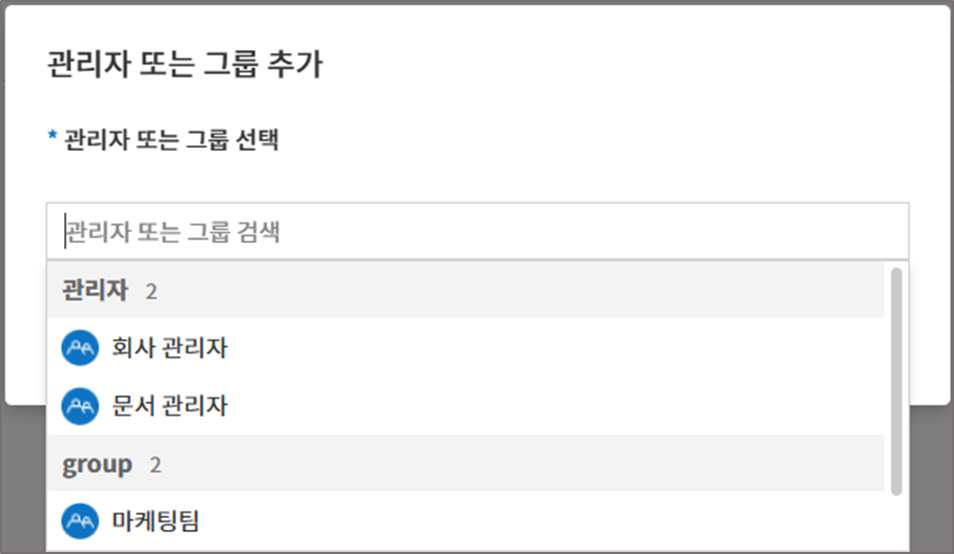 관리자 또는 그룹 추가
* 관리자 또는 그룹 선택
관리자 또는 그룹 검색
관리자 2
회사 관리자
문서 관리자
group 2
마케팅팀